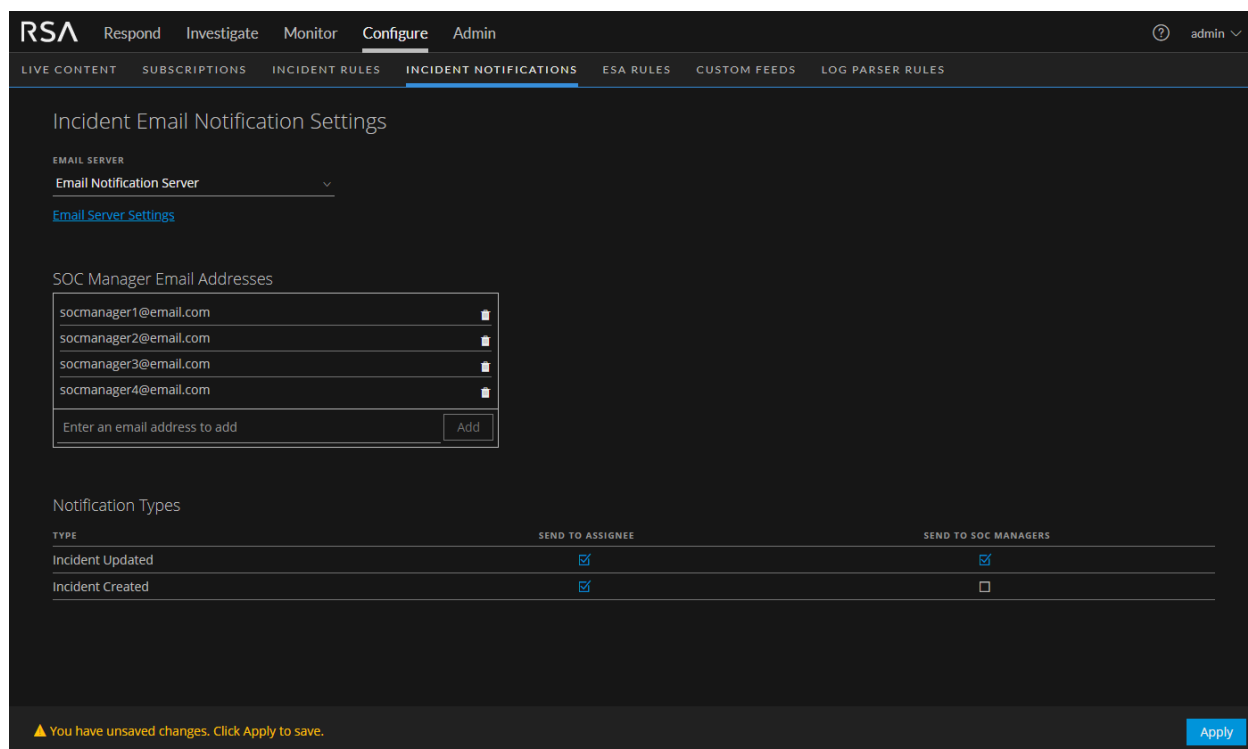 RSA Respond Investigate Monitor Configure Admin ? admin
LIVE CONTENT SUBSCRIPTIONS INCIDENT RULES INCIDENT NOTIFICATIONS ESA RULES CUSTOM FEEDS LOG PARSER RULES
Incident Email Notification Settings
EMAIL SERVER
Email Notification Server
Email Server Settings
SOC Manager Email Addresses
socmanager1@email.com
socmanager2@email.com
socmanager3@email.com
socmanager4@email.com
Enter an email address to add Add
Notification Types
TYPE SEND TO ASSIGNEE SEND TO SOC MANAGERS
Incident Updated
Incident Created
You have unsaved changes. Click Apply to save. Apply